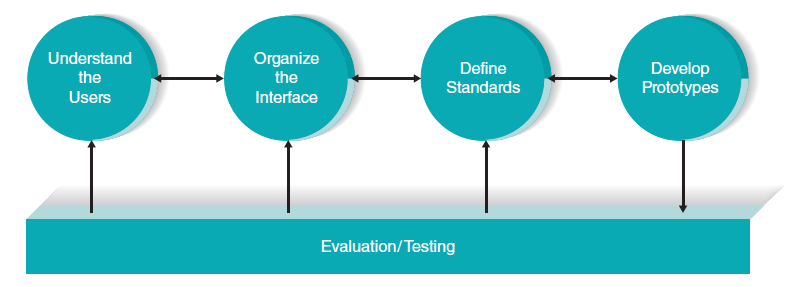 Understand
the
Users
Organize
the
Interface
Define
Standards
Develop
Prototypes
Evaluation/Testing